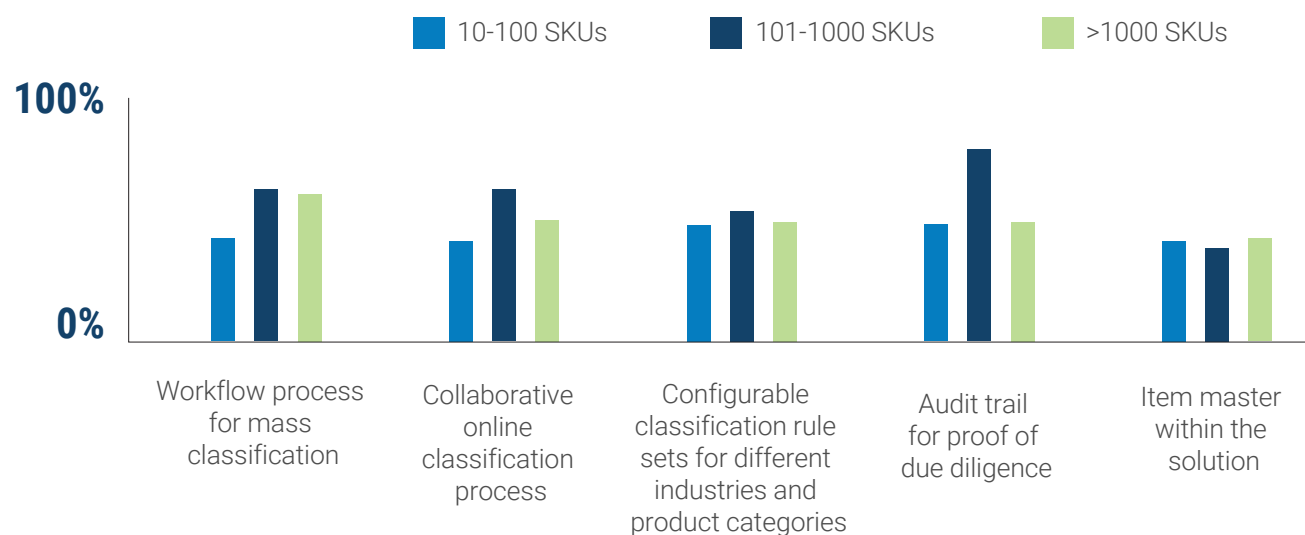 10-100 SKUs
101-1000 SKUs
>1000 SKUs
100%
0%
Workflow process
for mass
classification
Collaborative
online
classification
process
Configurable
classification rule
sets for different
industries and
product categories
Audit trail
for proof of
due diligence
Item master
within the
solution